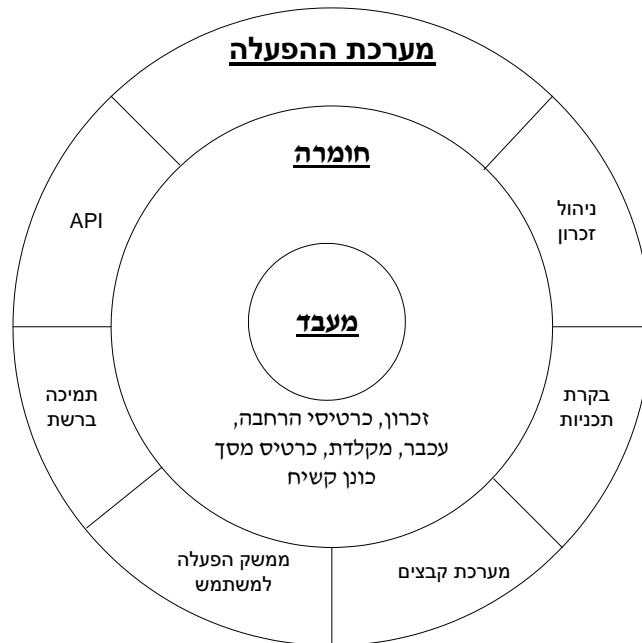 מערכת ההפעלה
חומרה
ניהול
זכרון
API
מעבד
בקרת
תכניות
תמיכה
ברשת
זכרון, כרטיסי הרחבה,
עכבר, מקלדת, כרטיס מסך
כונן קשיח
מערכת קבצים
ממשק הפעלה
למשתמש